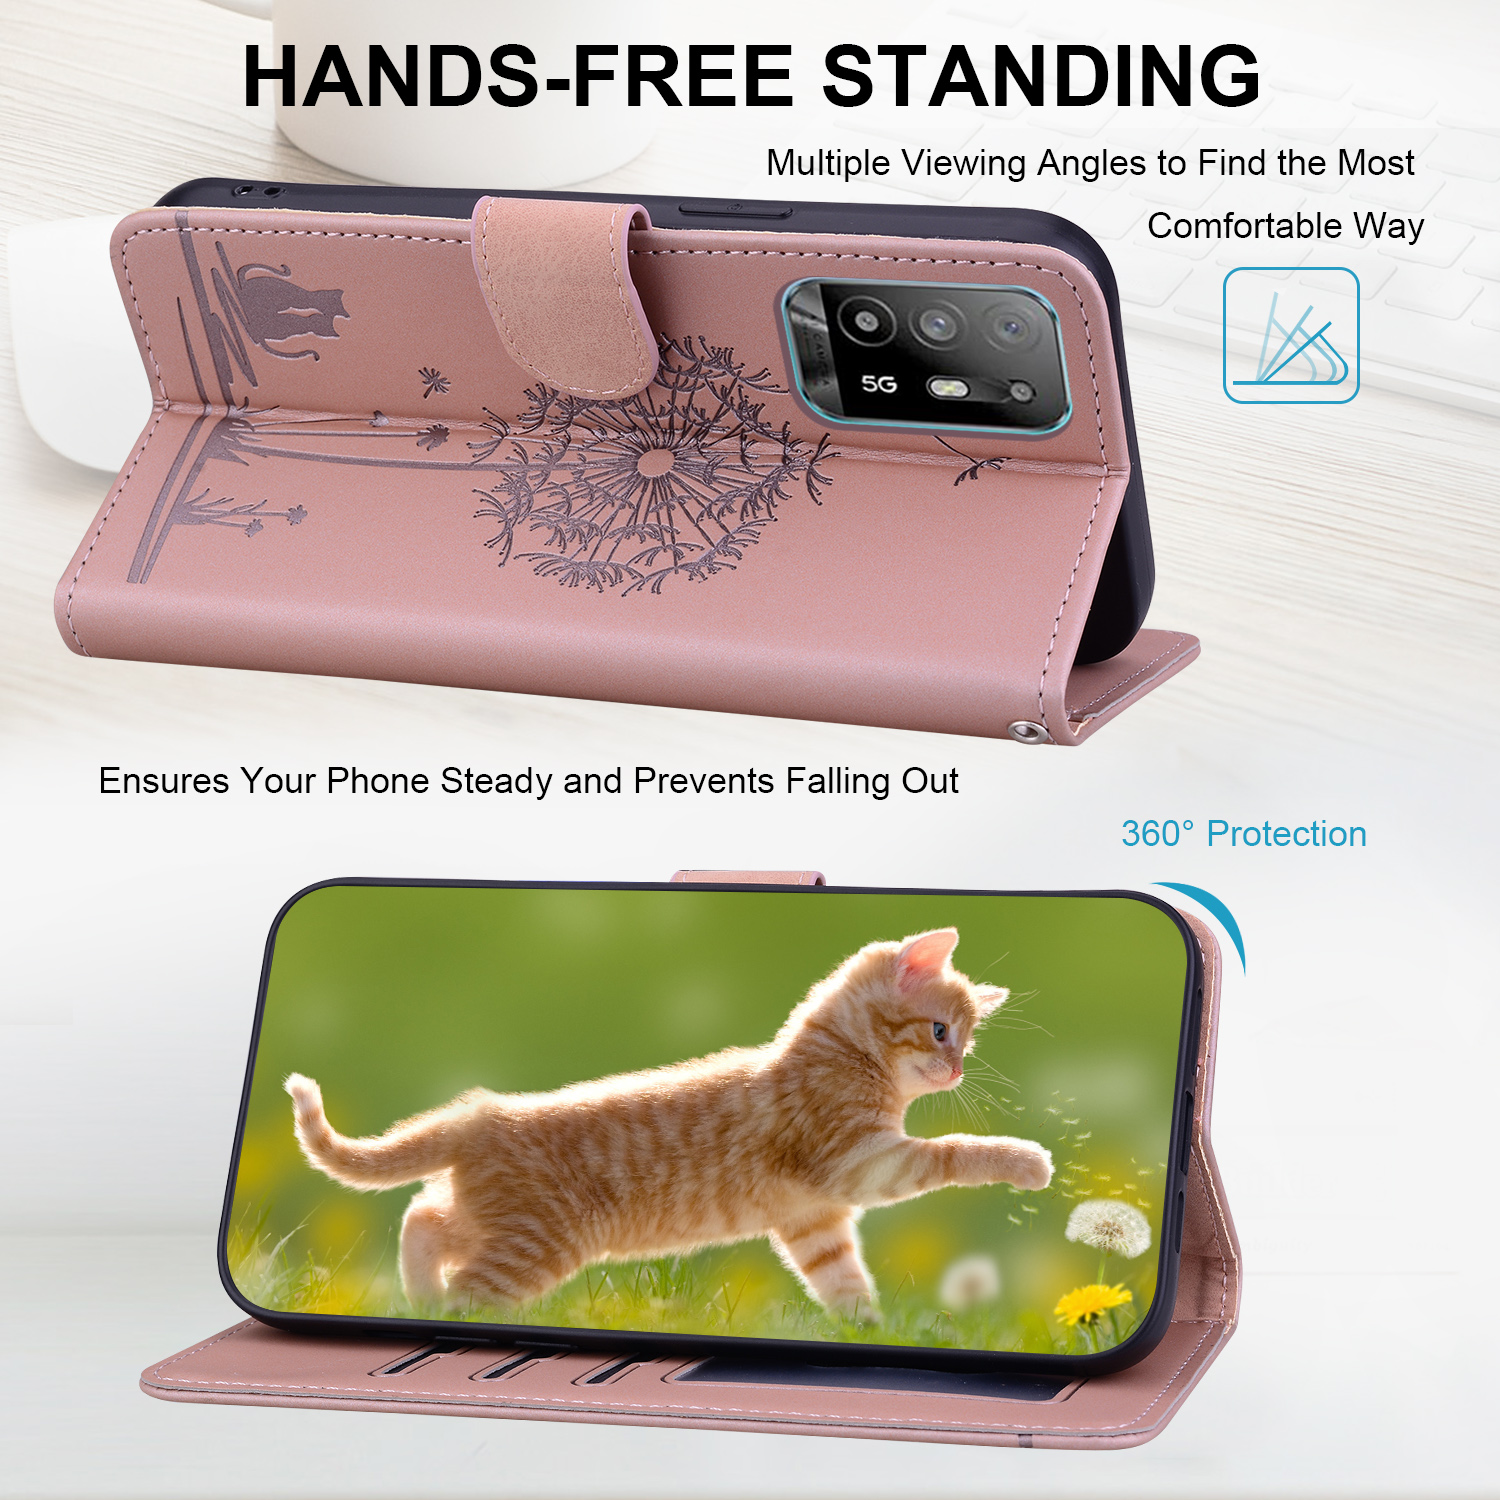 HANDS-FREE STANDING
Multiple Viewing Angles to Find the Most
Comfortable Way
CAMERA
5G
Ensures Your Phone Steady and Prevents Falling Out
360° Protection